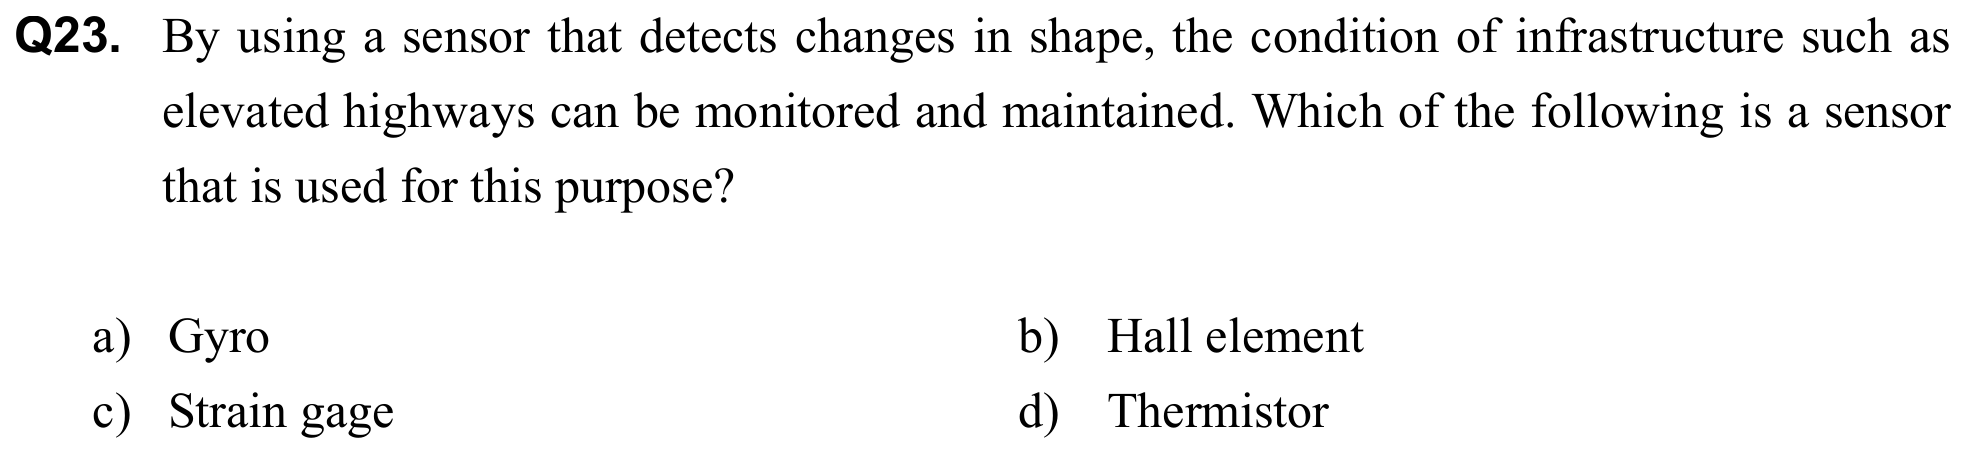 Q23. By using a sensor that detects changes in shape, the condition of infrastructure such as
elevated highways can be monitored and maintained. Which of the following is a sensor
that is used for this purpose?
a) Gyro b) Hall element
c) Strain gage d) Thermistor